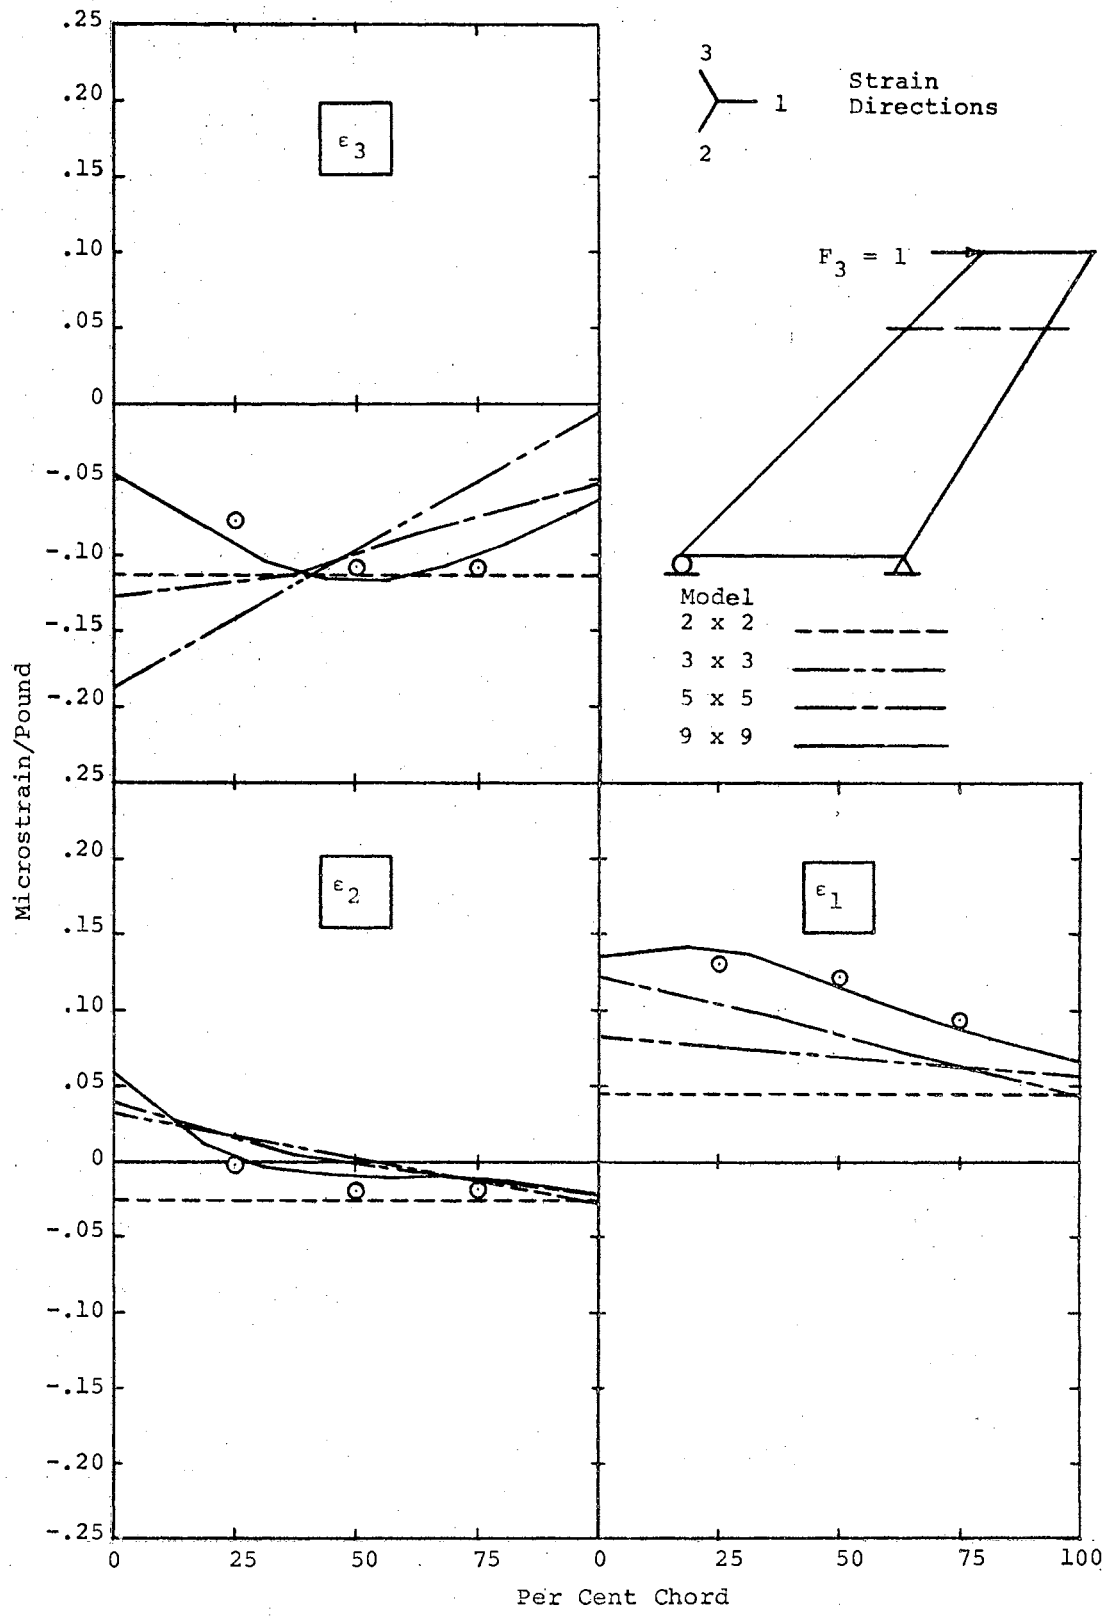 .25
.20
.15
.10
.05
0
-.05
-.10
-.15
-.20
.25
.20
.15
.10
.05
0
-.05
-.10
-.15
-.20
-.25
Microstrain/Pound
ε3
ε2
ε1
3
1
2
Strain
Directions
F3 = 1
Model
2 x 2
3 x 3
5 x 5
9 x 9
0 25 50 75 0 25 50 75 100
Per Cent Chord